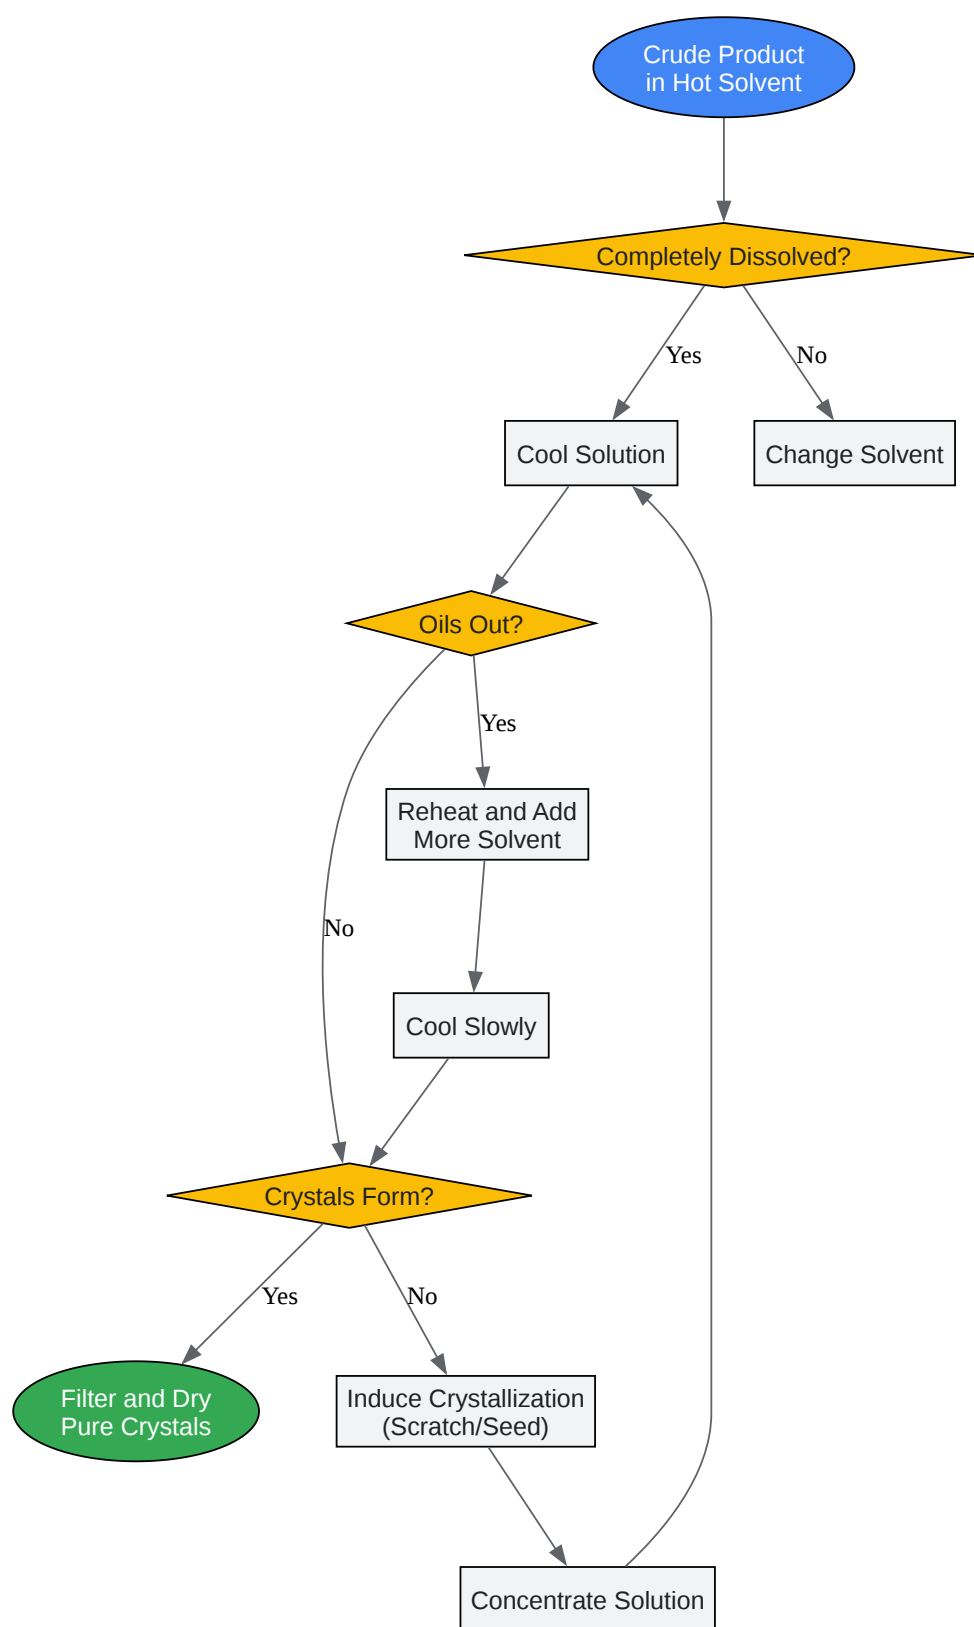 Crude Product
in Hot Solvent
Completely Dissolved?
Yes
No
Cool Solution
Change Solvent
Oils Out?
Yes
Reheat and Add
More Solvent
No
Cool Slowly
Crystals Form?
Yes
No
Filter and Dry
Pure Crystals
Induce Crystallization
(Scratch/Seed)
Concentrate Solution